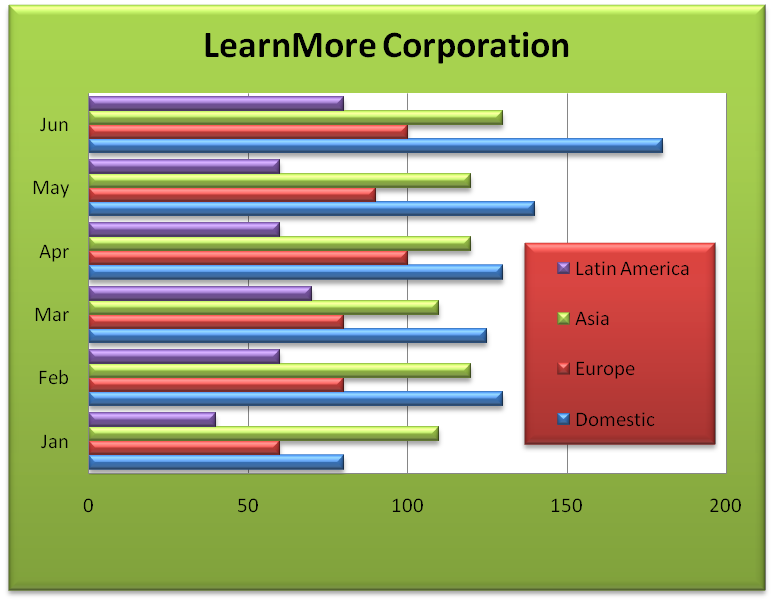 LearnMore Corporation
Jun
May
Apr
Mar
Feb
Jan
Latin America
Asia
Europe
Domestic
0 50 100 150 200